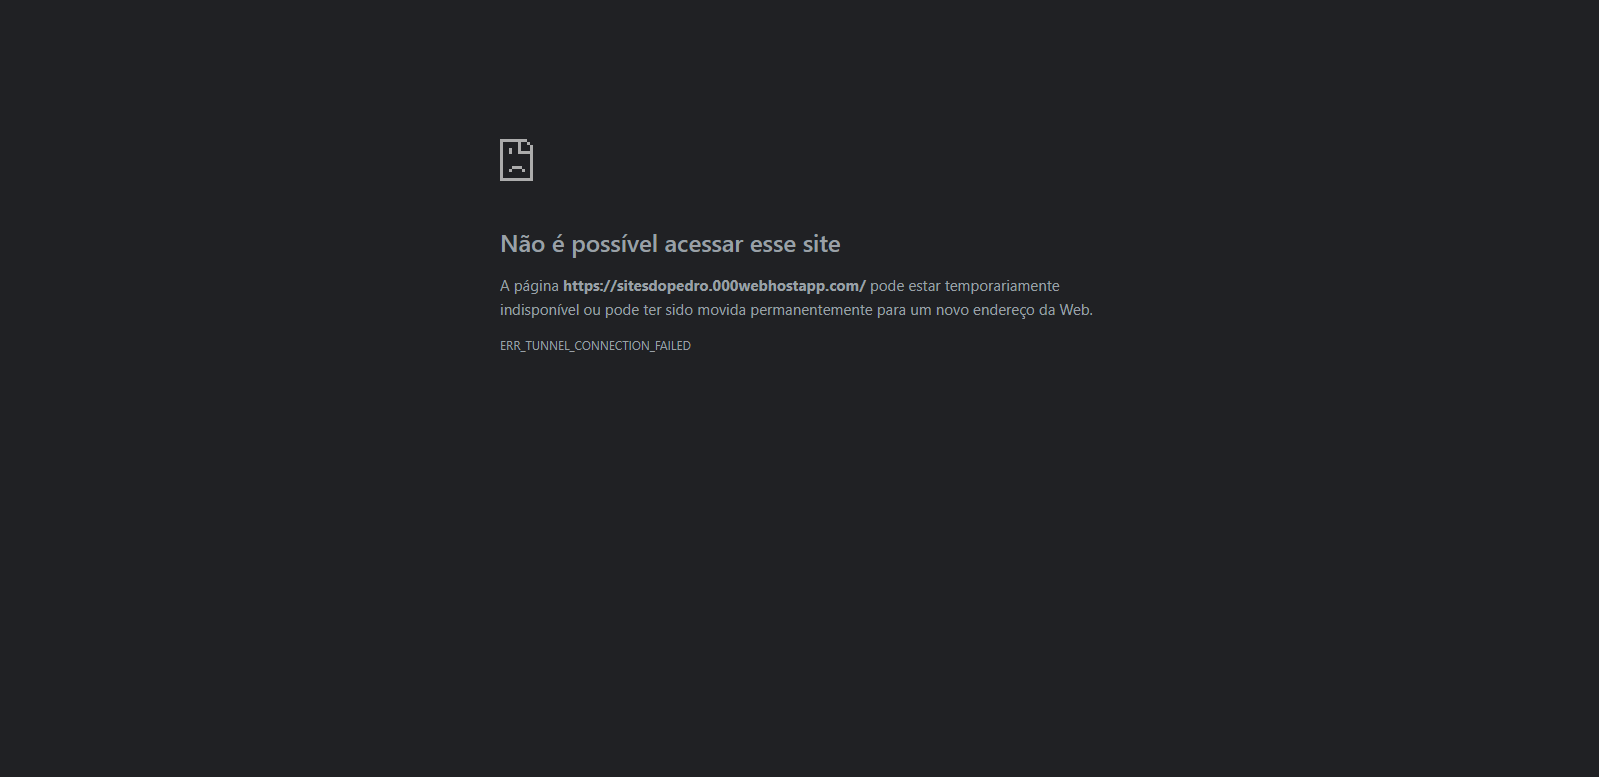 Não é possível acessar esse site
A página https://sitesdopedro.000webhostapp.com/ pode estar temporariamente
indisponível ou pode ter sido movida permanentemente para um novo endereço da Web.
ERR_TUNNEL_CONNECTION_FAILED